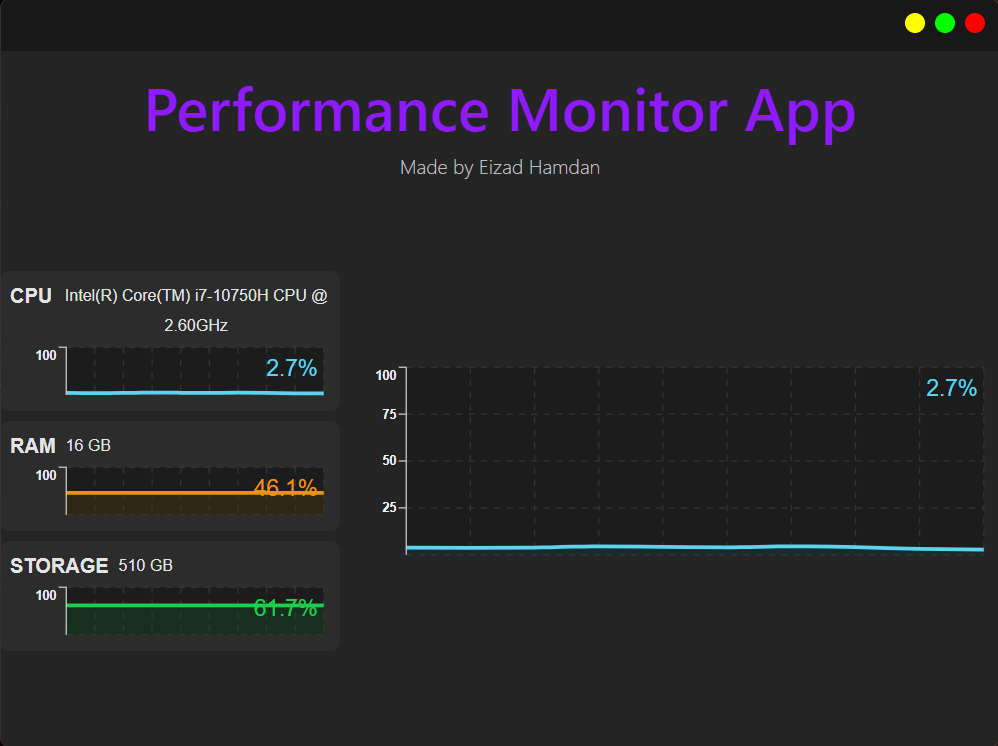 Performance Monitor App
Made by Eizad Hamdan
CPU Intel(R) Core(TM) i7-10750H CPU @
2.60GHz
100
2.7%
RAM 16 GB
100
46.1%
STORAGE 510 GB
100
61.7%
100
2.7%
75
50
25